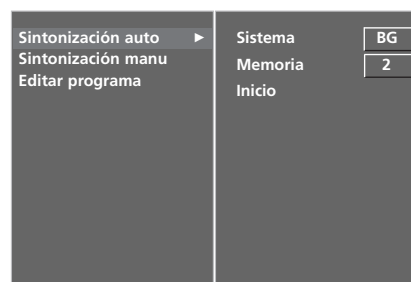 Sintonización auto ►
Sintonización manu
Editar programa
Sistema BG
Memoria 2
Inicio